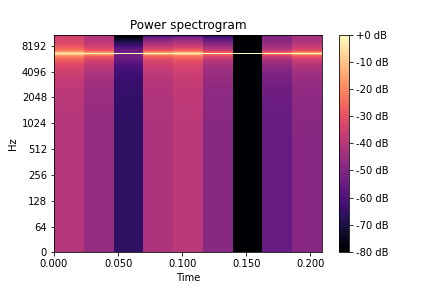 Power spectrogram
Hz
8192
4096
2048
1024
512
256
128
64
0
0.000 0.050 0.100 0.150 0.200
Time
+0 dB
-10 dB
-20 dB
-30 dB
-40 dB
-50 dB
-60 dB
-70 dB
-80 dB